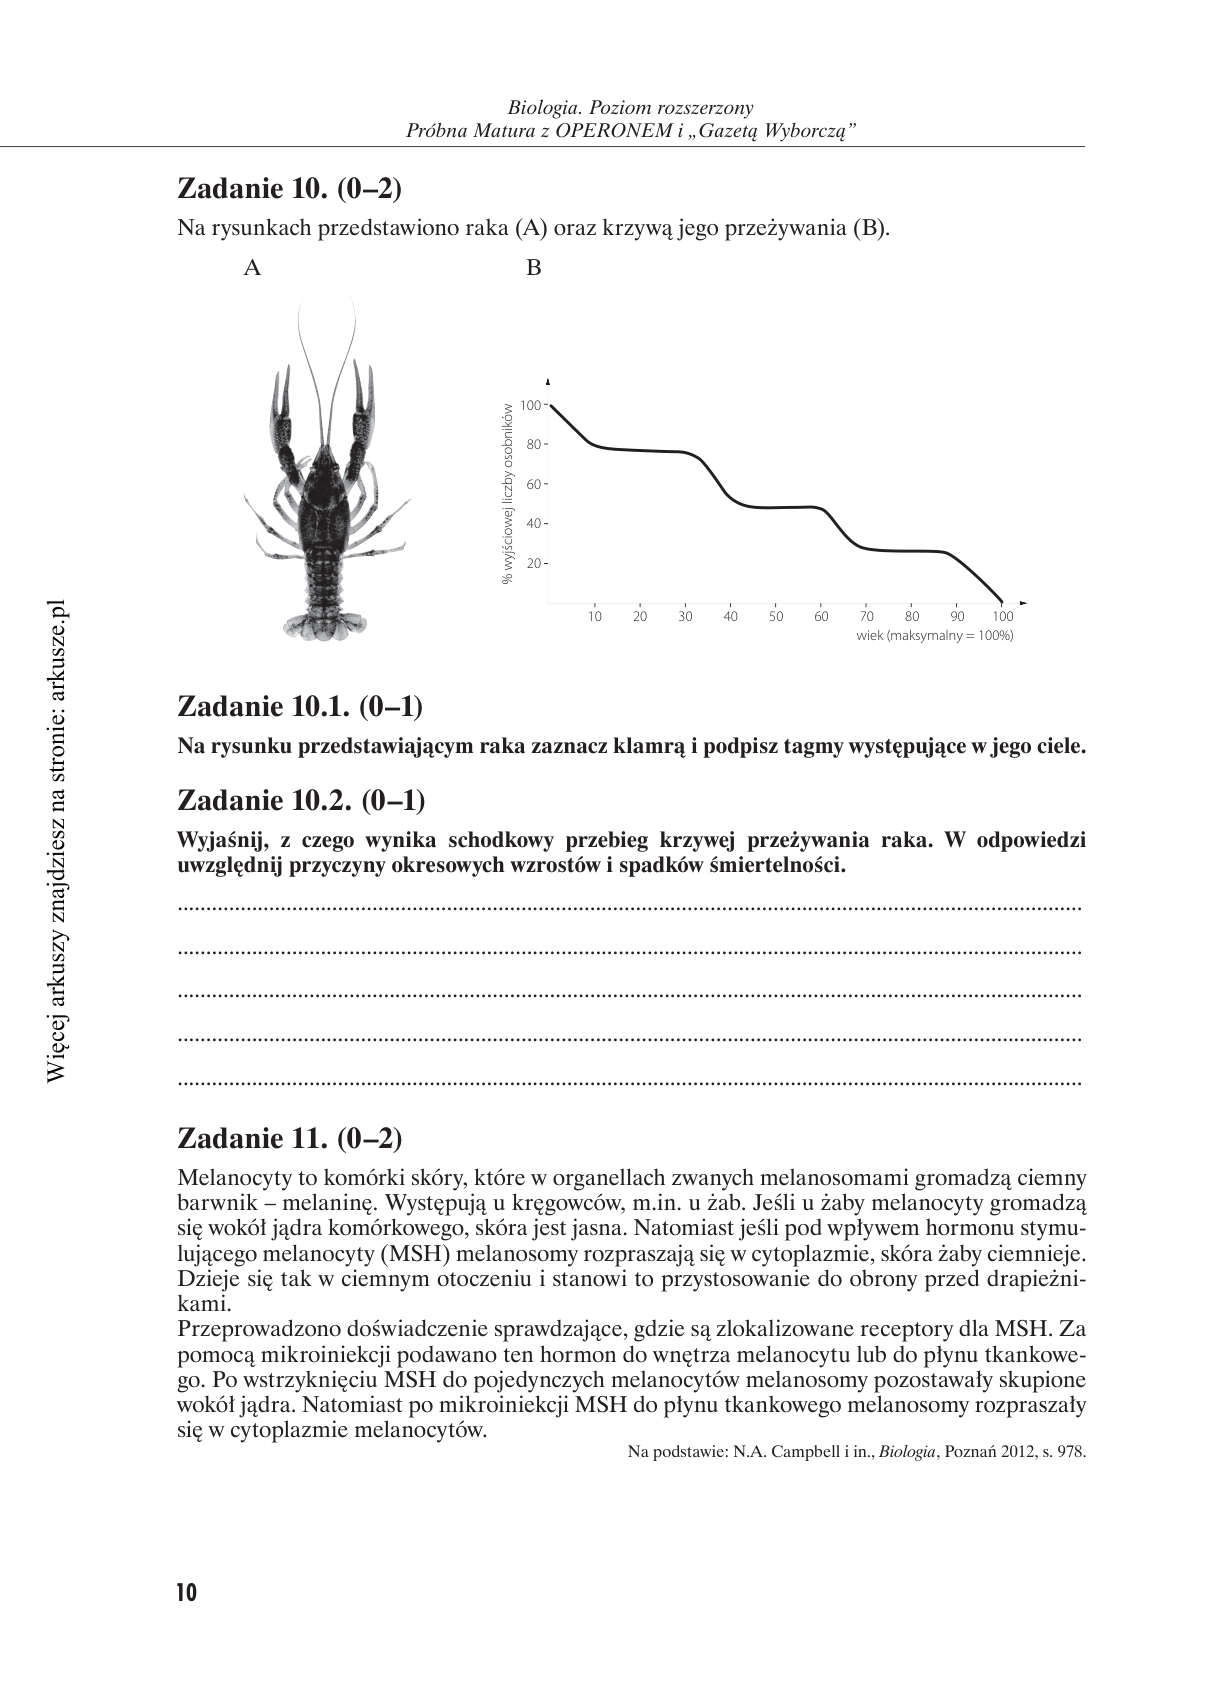 Biologia. Poziom rozszerzony
Próbna Matura z OPERONEM i „Gazetą Wyborczą”
Zadanie 10. (0–2)
Na rysunkach przedstawiono raka (A) oraz krzywą jego przeżywania (B).
A
B
% wyjściowej liczby osobników
100
80
60
40
20
10 20 30 40 50 60 70 80 90 100
wiek (maksymalny = 100%)
Zadanie 10.1. (0–1)
Na rysunku przedstawiającym raka zaznacz klamrą i podpisz tagmy występujące w jego ciele.
Zadanie 10.2. (0–1)
Wyjaśnij, z czego wynika schodkowy przebieg krzywej przeżywania raka. W odpowiedzi
uwzględnij przyczyny okresowych wzrostów i spadków śmiertelności.
Zadanie 11. (0–2)
Melanocyty to komórki skóry, które w organellach zwanych melanosomami gromadzą ciemny
barwnik – melaninę. Występują u kręgowców, m.in. u żab. Jeśli u żaby melanocyty gromadzą
się wokół jądra komórkowego, skóra jest jasna. Natomiast jeśli pod wpływem hormonu stymu-
lującego melanocyty (MSH) melanosomy rozpraszają się w cytoplazmie, skóra żaby ciemnieje.
Dzieje się tak w ciemnym otoczeniu i stanowi to przystosowanie do obrony przed drapieżni-
kami.
Przeprowadzono doświadczenie sprawdzające, gdzie są zlokalizowane receptory dla MSH. Za
pomocą mikroiniekcji podawano ten hormon do wnętrza melanocytu lub do płynu tkankowe-
go. Po wstrzyknięciu MSH do pojedynczych melanocytów melanosomy pozostawały skupione
wokół jądra. Natomiast po mikroiniekcji MSH do płynu tkankowego melanosomy rozpraszały
się w cytoplazmie melanocytów.
Na podstawie: N.A. Campbell i in., Biologia, Poznań 2012, s. 978.
10
Więcej arkuszy znajdziesz na stronie: arkusze.pl